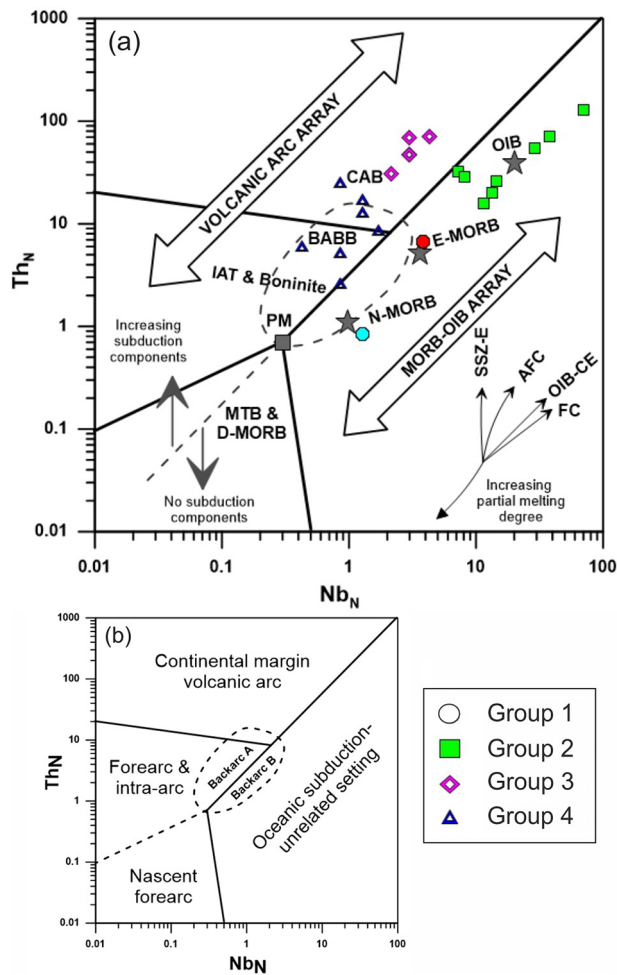 (a)
1000
100
10
1
0.1
0.01
Th_N
VOLCANIC ARC ARRAY
OIB
CAB
E-MORB
BABB
IAT & Boninite
N-MORB
PM
MORB-OIB ARRAY
Increasing
subduction
components
MTB &
D-MORB
No subduction
components
SSZ-E
AFC
OIB-CE
FC
Increasing
partial melting
degree
0.01
0.1
1
10
100
Nb_N
(b)
1000
100
10
1
0.1
0.01
Th_N
Continental margin
volcanic arc
Forearc &
intra-arc
Backarc A
Backarc B
Oceanic subduction-
unrelated setting
Nascent
forearc
0.01
0.1
1
10
100
Nb_N
Group 1
Group 2
Group 3
Group 4